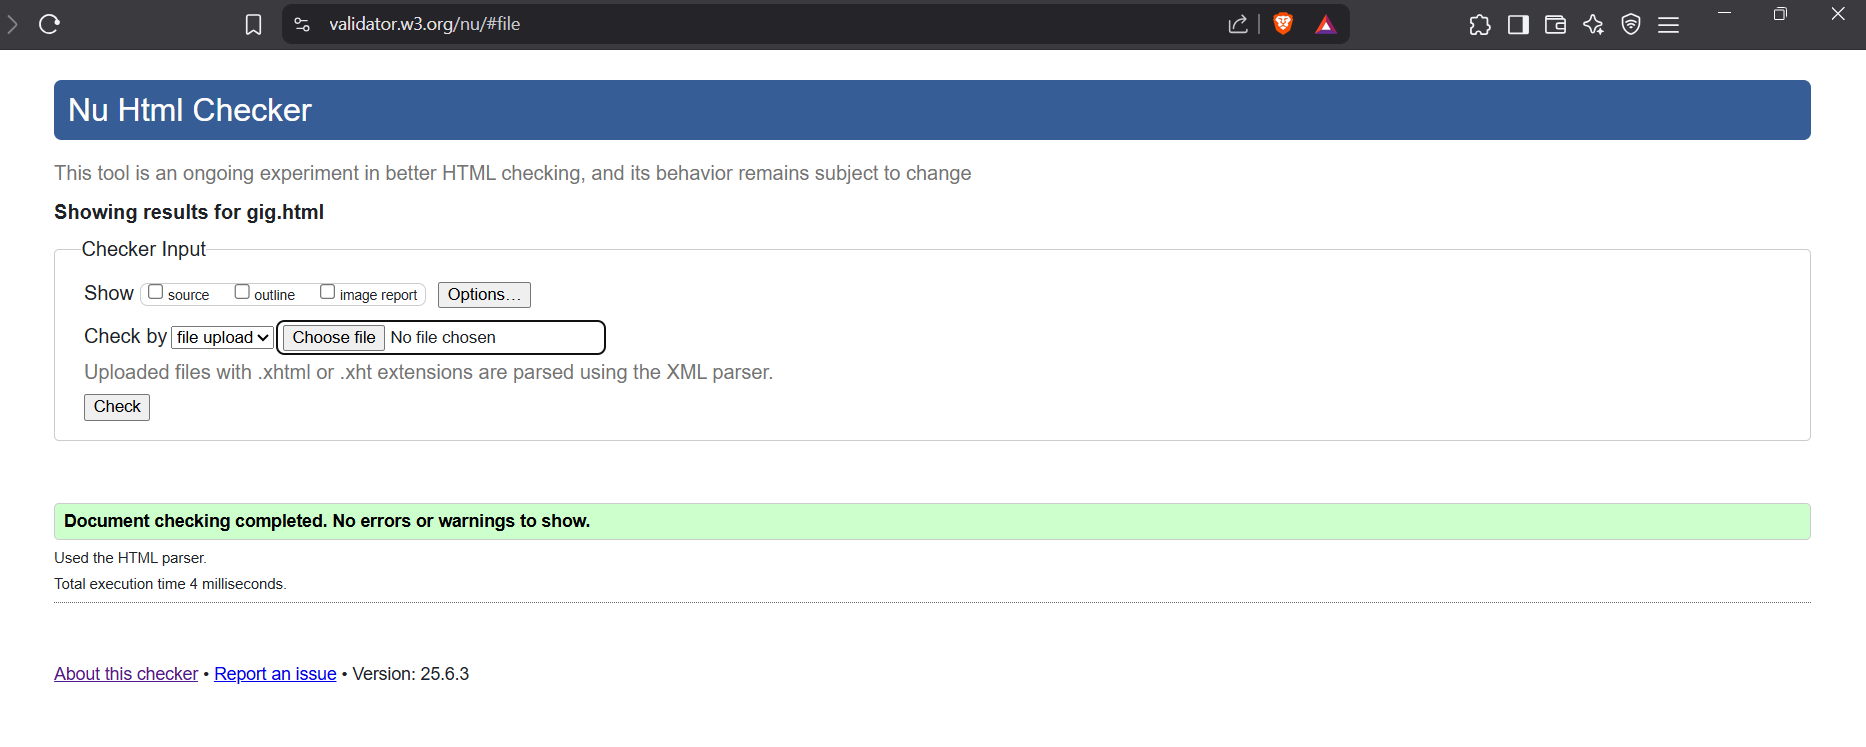 validator.w3.org/nu/#file
Nu Html Checker
This tool is an ongoing experiment in better HTML checking, and its behavior remains subject to change
Showing results for gig.html
Checker Input
Show source outline image report Options...
Check by file upload Choose file No file chosen
Uploaded files with .xhtml or .xht extensions are parsed using the XML parser.
Check
Document checking completed. No errors or warnings to show.
Used the HTML parser.
Total execution time 4 milliseconds.
About this checker • Report an issue • Version: 25.6.3